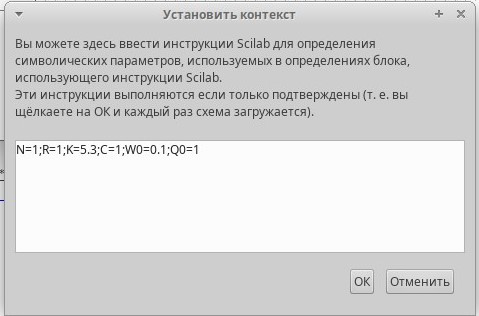 Установить контекст
Вы можете здесь ввести инструкции Scilab для определения
символических параметров, используемых в определениях блока,
использующего инструкции Scilab.
Эти инструкции выполняются если только подтверждены (т. е. вы
щёлкаете на ОК и каждый раз схема загружается).
N=1;R=1;K=5.3;C=1;W0=0.1;Q0=1
ОК Отменить